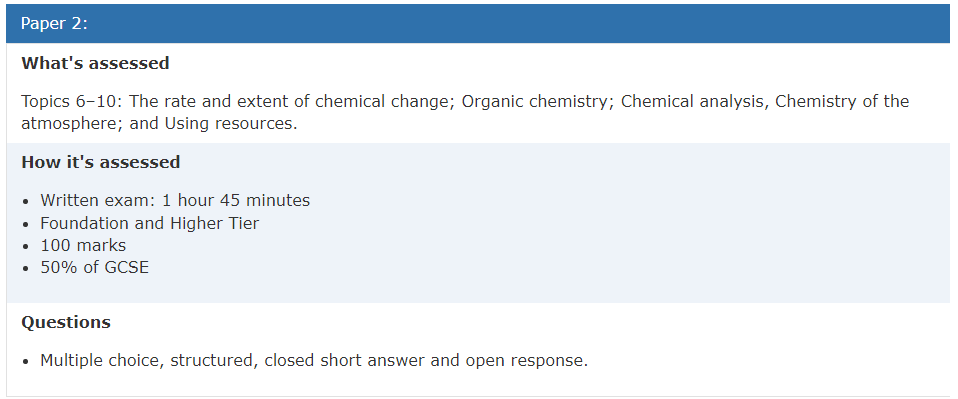 Paper 2:
What's assessed
Topics 6–10: The rate and extent of chemical change; Organic chemistry; Chemical analysis, Chemistry of the
atmosphere; and Using resources.
How it's assessed
• Written exam: 1 hour 45 minutes
• Foundation and Higher Tier
• 100 marks
• 50% of GCSE
Questions
• Multiple choice, structured, closed short answer and open response.